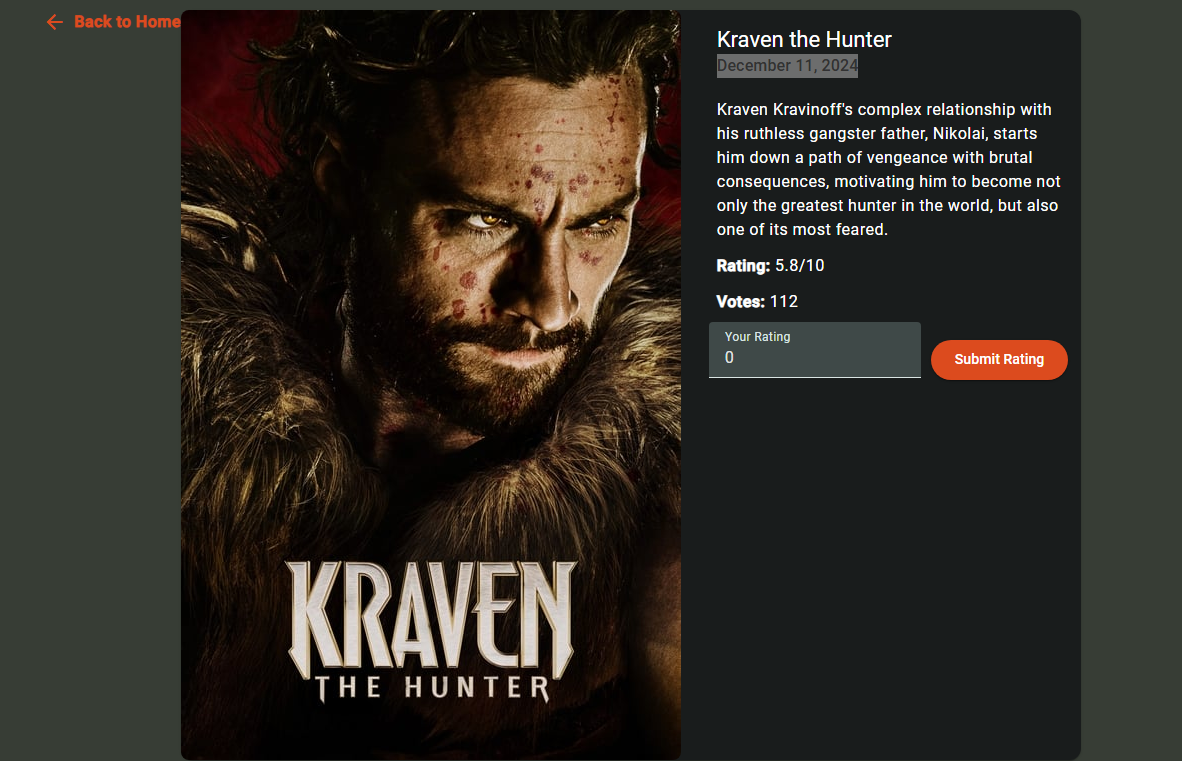 Back to Home
Kraven the Hunter
December 11, 2024
Kraven Kravinoff's complex relationship with
his ruthless gangster father, Nikolai, starts
him down a path of vengeance with brutal
consequences, motivating him to become not
only the greatest hunter in the world, but also
one of its most feared.
Rating: 5.8/10
Votes: 112
Your Rating
0
Submit Rating
KRAVEN
THE HUNTER